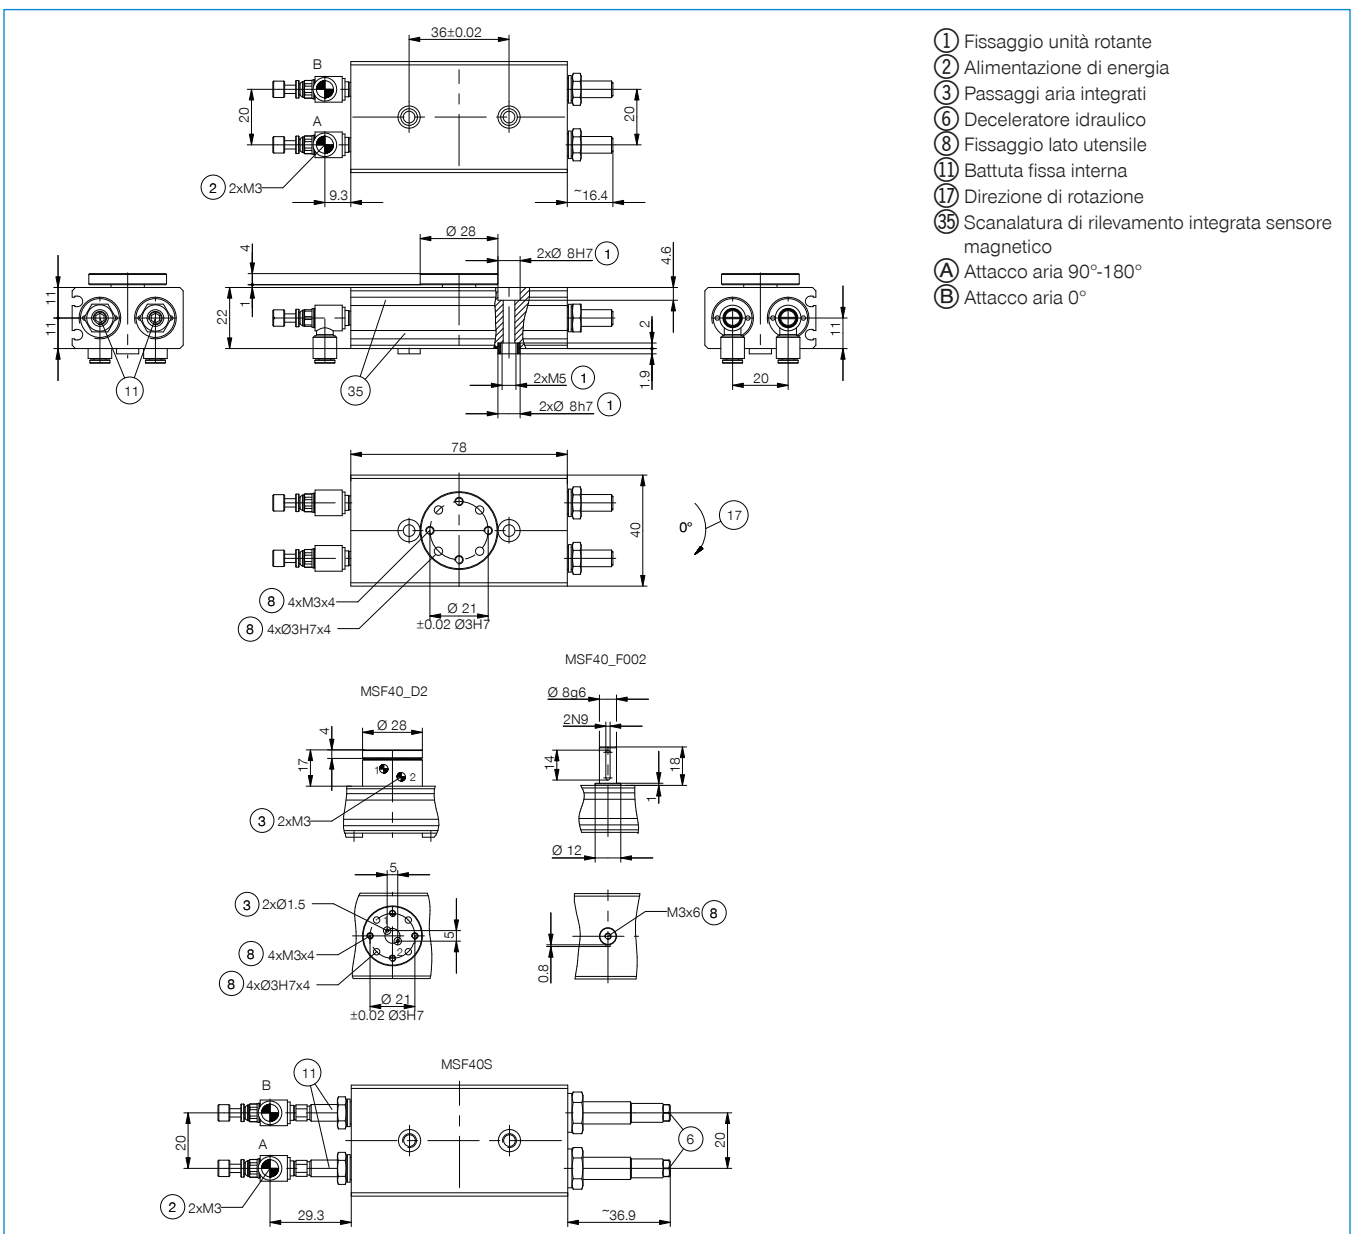 36±0.02
B
20
A
2 2xM3
9.3
20
~16.4
1 Fissaggio unità rotante
2 Alimentazione di energia
3 Passaggi aria integrati
6 Deceleratore idraulico
8 Fissaggio lato utensile
11 Battuta fissa interna
17 Direzione di rotazione
35 Scanalatura di rilevamento integrata sensore
magnetico
A Attacco aria 90°-180°
B Attacco aria 0°
11
11
11
4
1
22
Ø 28
2xØ 8H7 1
4.6
2
1.9
35
2xM5 1
2xØ 8h7 1
11
20
78
40
0°
17
8 4xM3x4
8 4xØ3H7x4
Ø 21
±0.02 Ø3H7
MSF40_F002
MSF40_D2
Ø 28
4
17
1
2
3 2xM3
Ø 8g6
2N9
14
18
1
Ø 12
5
3 2xØ1.5
1
2
5
8 4xM3x4
8 4xØ3H7x4
Ø 21
±0.02 Ø3H7
M3x6 8
0.8
MSF40S
11
B
20
A
2 2xM3
29.3
6
20
~36.9